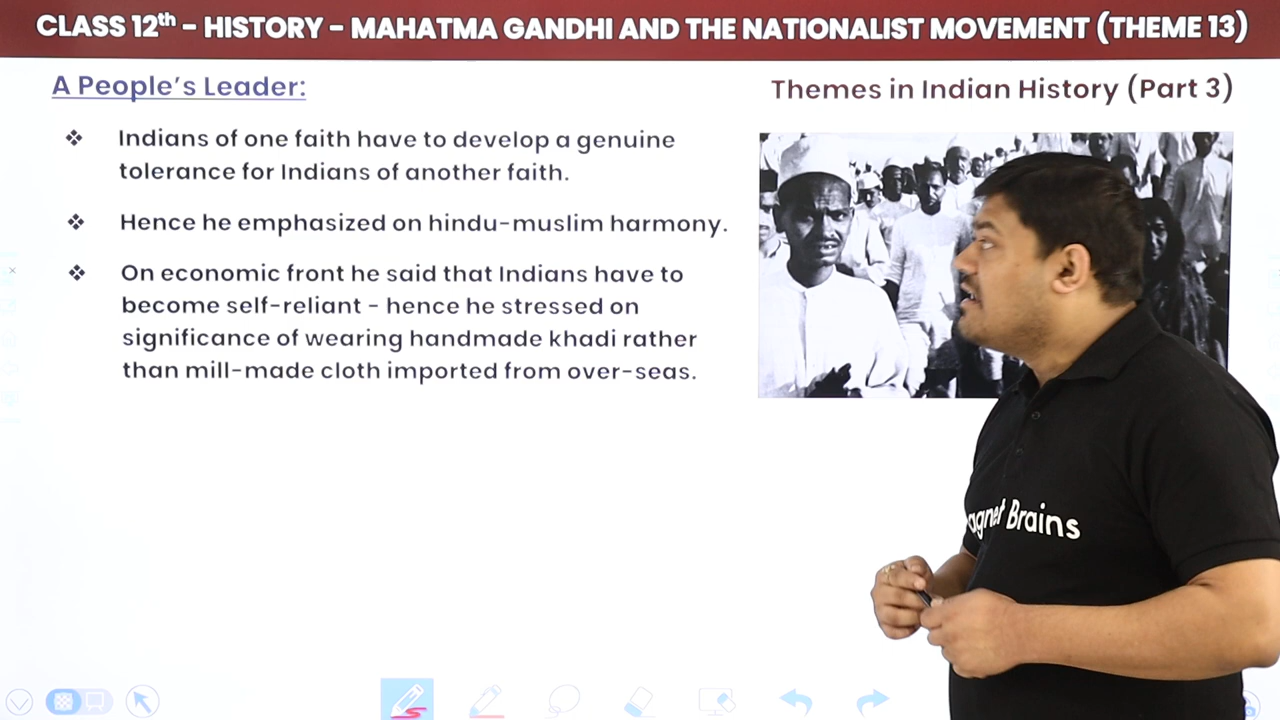 CLASS 12th – HISTORY – MAHATMA GANDHI AND THE NATIONALIST MOVEMENT (THEME 13)
A People's Leader:
Themes in Indian History (Part 3)
❖ Indians of one faith have to develop a genuine
tolerance for Indians of another faith.
❖ Hence he emphasized on hindu-muslim harmony.
❖ On economic front he said that Indians have to
become self-reliant – hence he stressed on
significance of wearing handmade khadi rather
than mill-made cloth imported from over-seas.
agnet Brains